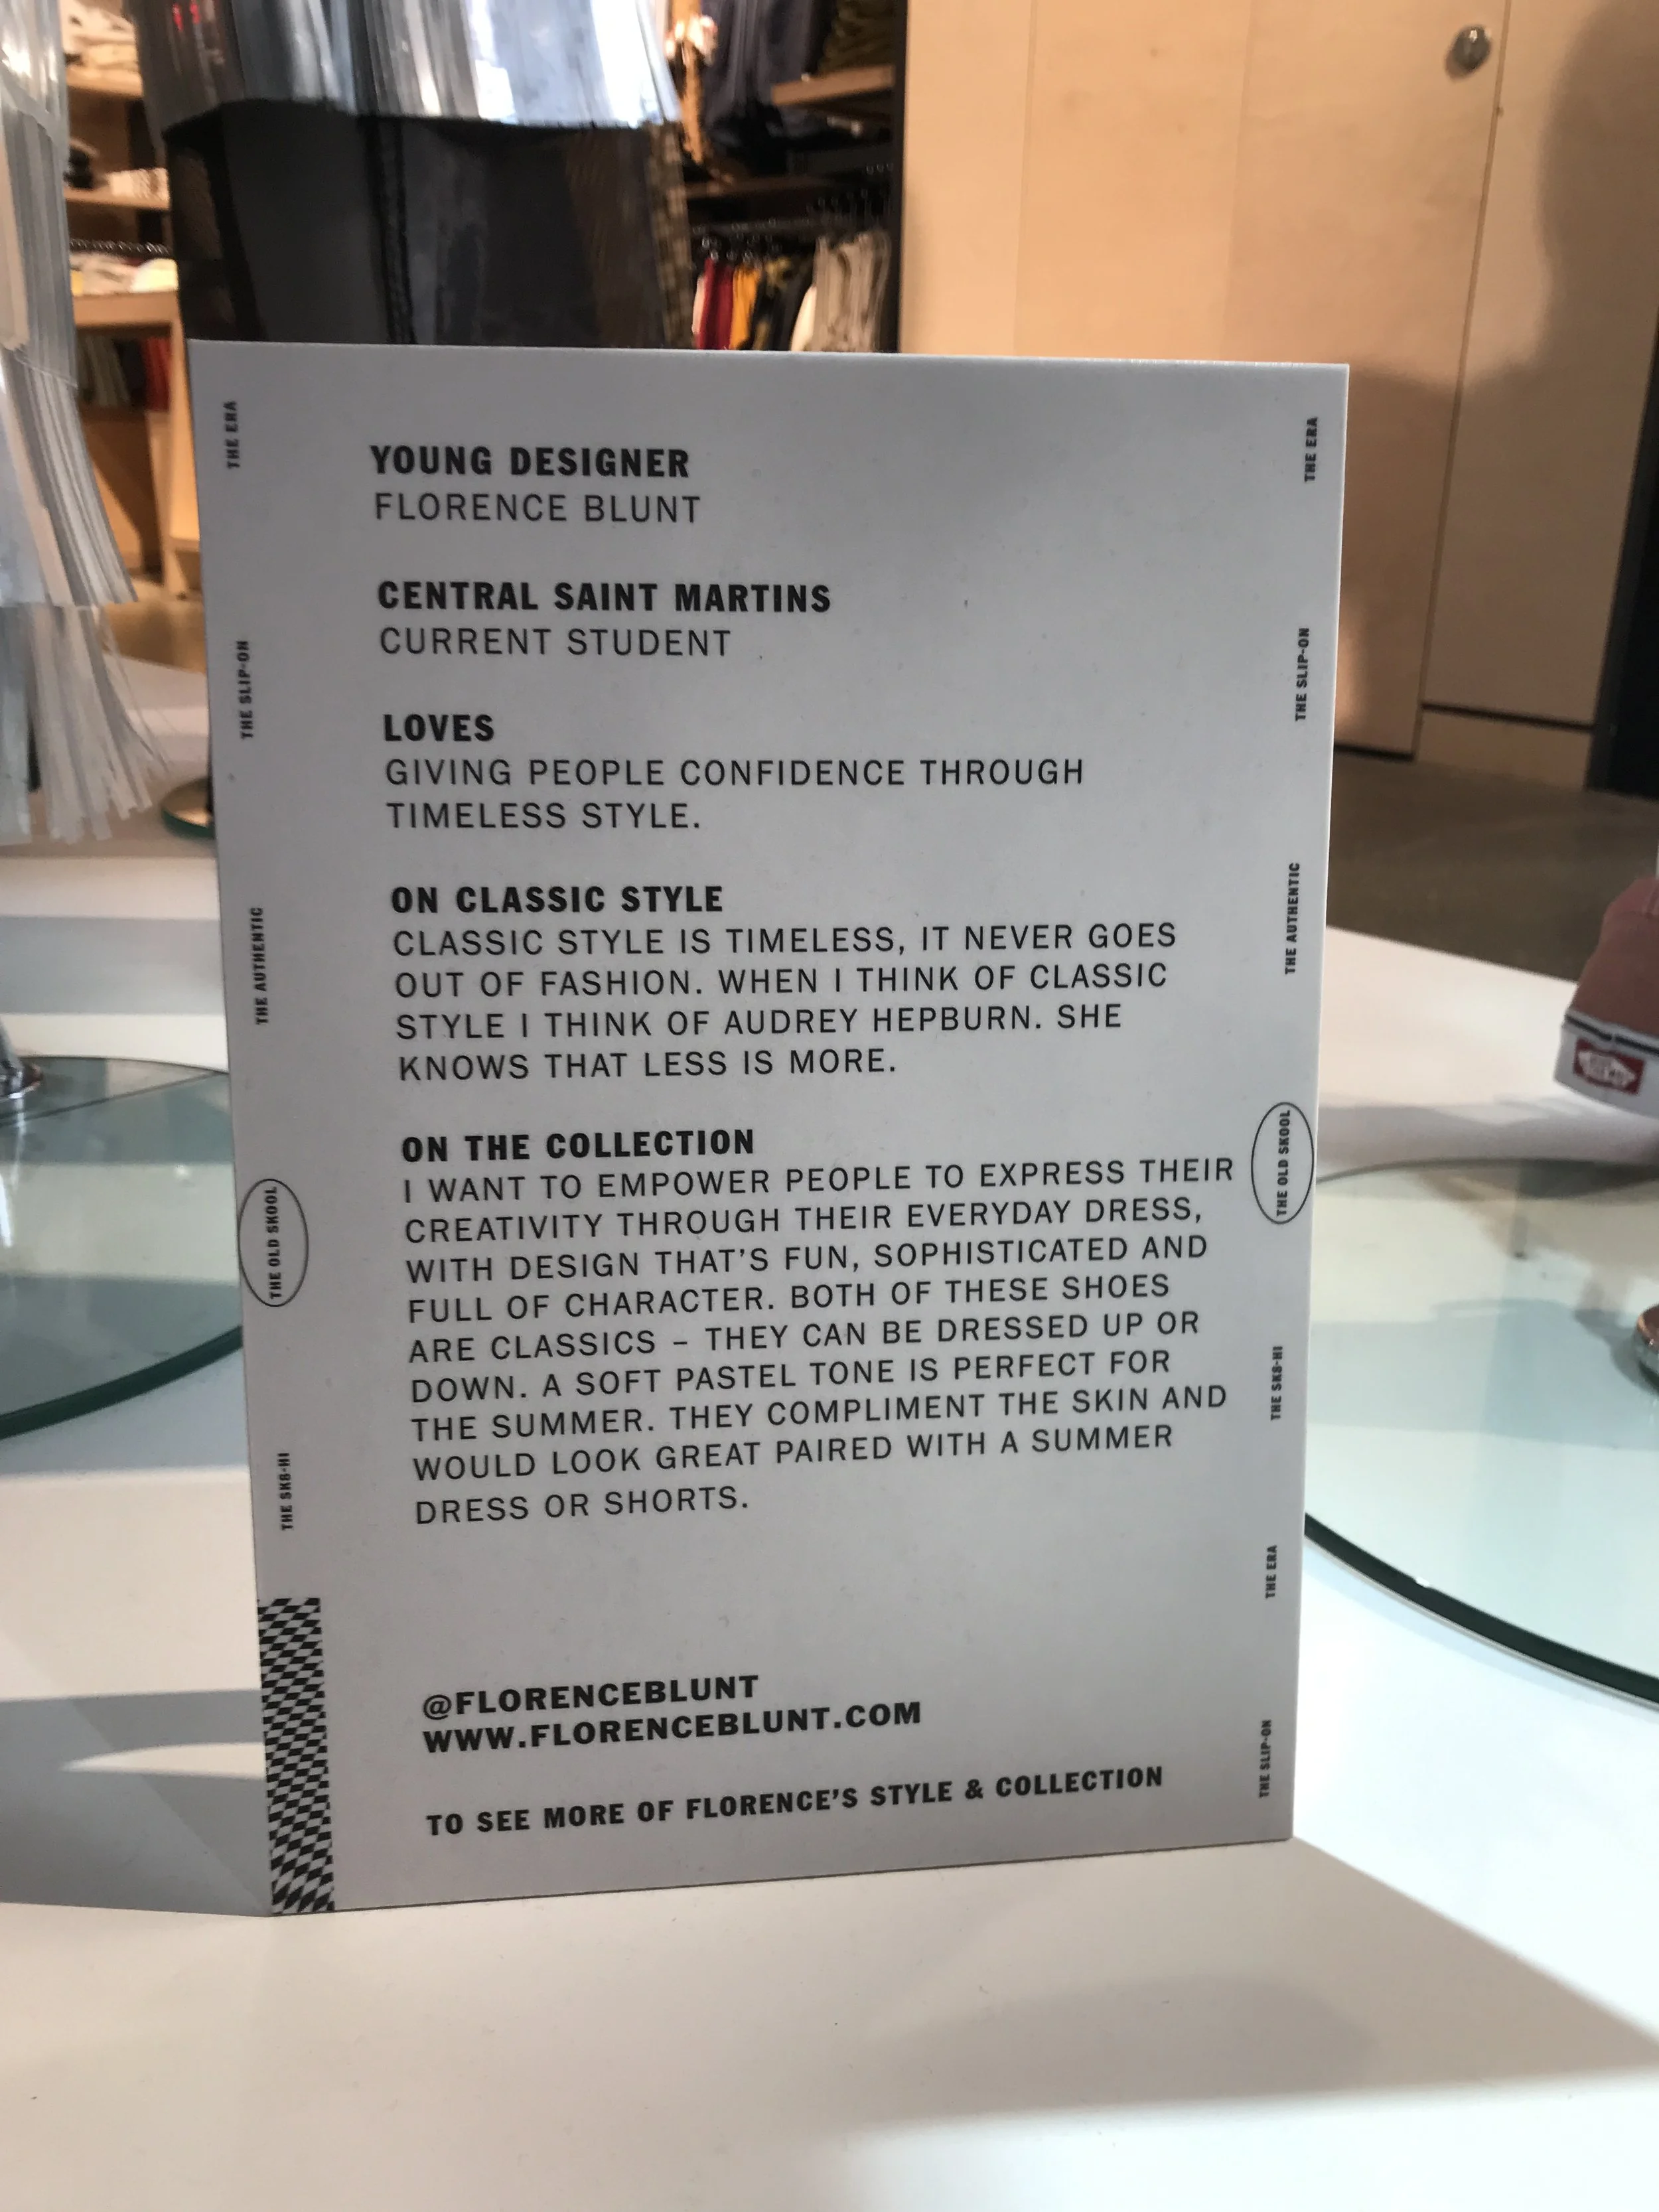 YOUNG DESIGNER
FLORENCE BLUNT
CENTRAL SAINT MARTINS
CURRENT STUDENT
LOVES
GIVING PEOPLE CONFIDENCE THROUGH
TIMELESS STYLE.
ON CLASSIC STYLE
CLASSIC STYLE IS TIMELESS, IT NEVER GOES
OUT OF FASHION. WHEN I THINK OF CLASSIC
STYLE I THINK OF AUDREY HEPBURN. SHE
KNOWS THAT LESS IS MORE.
ON THE COLLECTION
I WANT TO EMPOWER PEOPLE TO EXPRESS THEIR
CREATIVITY THROUGH THEIR EVERYDAY DRESS,
WITH DESIGN THAT'S FUN, SOPHISTICATED AND
FULL OF CHARACTER. BOTH OF THESE SHOES
ARE CLASSICS – THEY CAN BE DRESSED UP OR
DOWN. A SOFT PASTEL TONE IS PERFECT FOR
THE SUMMER. THEY COMPLIMENT THE SKIN AND
WOULD LOOK GREAT PAIRED WITH A SUMMER
DRESS OR SHORTS.
@FLORENCEBLUNT
WWW.FLORENCEBLUNT.COM
TO SEE MORE OF FLORENCE'S STYLE & COLLECTION
THE ERA
THE SLIP-ON
THE AUTHENTIC
THE OLD SKOOL
THE SK8-HI
THE ERA
THE SLIP-ON
THE AUTHENTIC
THE OLD SKOOL
THE SK8-HI
THE ERA
THE SLIP-ON